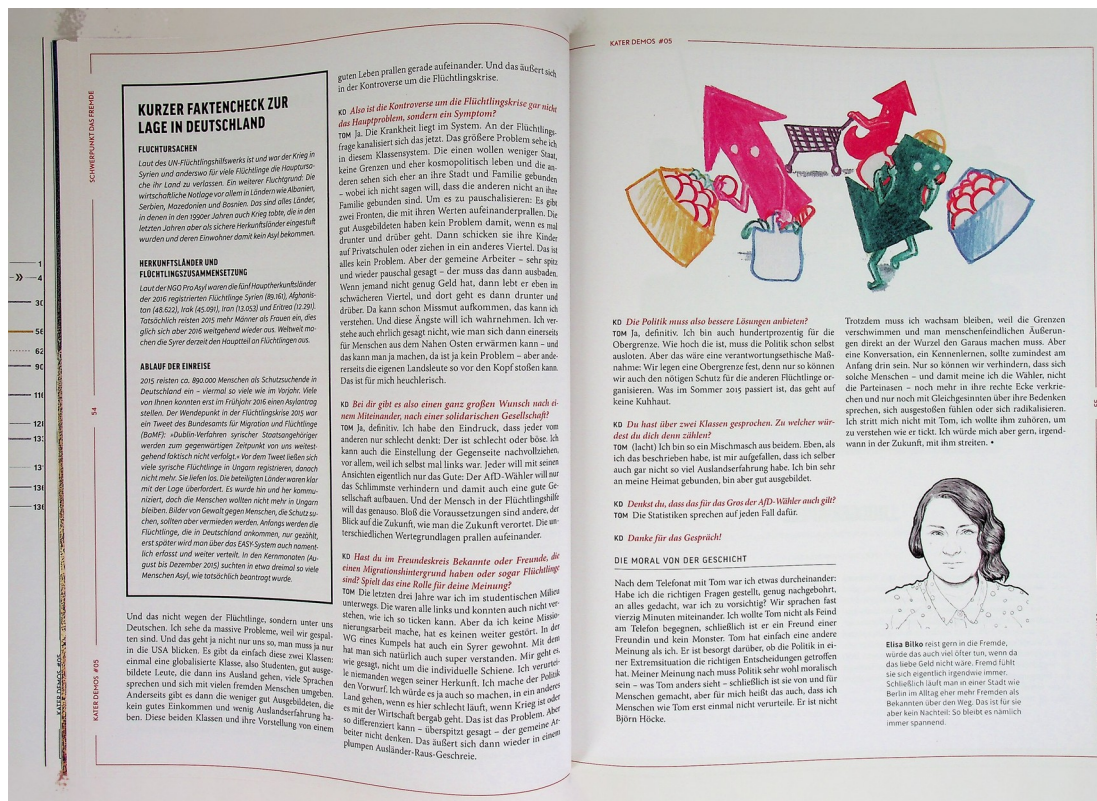 SCHWERPUNKT DAS FREMDE
KURZER FAKTENCHECK ZUR
LAGE IN DEUTSCHLAND
FLUCHTURSACHEN
Laut des UN-Flüchtlingshilfswerks ist und war der Krieg in
Syrien und anderswo für viele Flüchtlinge die Hauptursa-
che ihr Land zu verlassen. Ein weiterer Fluchtgrund: Die
wirtschaftliche Notlage vor allem in Ländern wie Albanien,
Serbien, Mazedonien und Bosnien. Das sind alles Länder,
in denen in den 1990er Jahren auch Krieg tobte, die in den
letzten Jahren aber als sichere Herkunftsländer eingestuft
wurden und deren Einwohner damit kein Asyl bekommen.
HERKUNFTSLÄNDER UND
FLÜCHTLINGSZUSAMMENSETZUNG
Laut der NGO Pro Asyl waren die fünf Hauptherkunftsländer
der 2016 registrierten Flüchtlinge Syrien (89.161), Afghanis-
tan (48.622), Irak (45.091), Iran (13.053) und Eritrea (12.291).
Tatsächlich reisten 2015 mehr Männer als Frauen ein, dies
glich sich aber 2016 weitgehend wieder aus. Weltweit ma-
chen die Syrer derzeit den Hauptteil an Flüchtlingen aus.
ABLAUF DER EINREISE
2015 reisten ca. 890.000 Menschen als Schutzsuchende in
Deutschland ein – viermal so viele wie im Vorjahr. Viele
von ihnen konnten erst im Frühjahr 2016 einen Asylantrag
stellen. Der Wendepunkt in der Flüchtlingskrise 2015 war
ein Tweet des Bundesamts für Migration und Flüchtlinge
(BaMF): »Dublin-Verfahren syrischer Staatsangehöriger
werden zum gegenwärtigen Zeitpunkt von uns weitest-
gehend faktisch nicht verfolgt.« Vor dem Tweet ließen sich
viele syrische Flüchtlinge in Ungarn registrieren, danach
nicht mehr. Sie liefen los. Die beteiligten Länder waren klar
mit der Lage überfordert. Es wurde hin und her kommu-
niziert, doch die Menschen wollten nicht mehr in Ungarn
bleiben. Bilder von Gewalt gegen Menschen, die Schutz su-
chen, sollten aber vermieden werden. Anfangs werden die
Flüchtlinge, die in Deutschland ankommen, nur gezählt,
erst später wird man über das EASY-System auch nament-
lich erfasst und weiter verteilt. In den Kernmonaten (Au-
gust bis Dezember 2015) suchten in etwa dreimal so viele
Menschen Asyl, wie tatsächlich beantragt wurde.
Und das nicht wegen der Flüchtlinge, sondern unter uns
Deutschen. Ich sehe da massive Probleme, weil wir gespal-
ten sind. Und das geht ja nicht nur uns so, man muss ja nur
in die USA blicken. Es gibt da einfach diese zwei Klassen:
einmal eine globalisierte Klasse, also Studenten, gut ausge-
bildete Leute, die dann ins Ausland gehen, viele Sprachen
sprechen und sich mit vielen fremden Menschen umgeben.
Anderseits gibt es dann die weniger gut Ausgebildeten, die
kein gutes Einkommen und wenig Auslandserfahrung ha-
ben. Diese beiden Klassen und ihre Vorstellung von einem
54
KATER DEMOS #05
guten Leben prallen gerade aufeinander. Und das äußert sich
in der Kontroverse um die Flüchtlingskrise.
KD Also ist die Kontroverse um die Flüchtlingskrise gar nicht
das Hauptproblem, sondern ein Symptom?
TOM Ja. Die Krankheit liegt im System. An der Flüchtlings-
frage kanalisiert sich das jetzt. Das größere Problem sehe ich
in diesem Klassensystem. Die einen wollen weniger Staat,
keine Grenzen und eher kosmopolitisch leben und die an-
deren sehen sich eher an ihre Stadt und Familie gebunden
– wobei ich nicht sagen will, dass die anderen nicht an ihre
Familie gebunden sind. Um es zu pauschalisieren: Es gibt
zwei Fronten, die mit ihren Werten aufeinanderprallen. Die
gut Ausgebildeten haben kein Problem damit, wenn es mal
drunter und drüber geht. Dann schicken sie ihre Kinder
auf Privatschulen oder ziehen in ein anderes Viertel. Das ist
alles kein Problem. Aber der gemeine Arbeiter – sehr spitz
und wieder pauschal gesagt – der muss das dann ausbaden.
Wenn jemand nicht genug Geld hat, dann lebt er eben im
schwächeren Viertel, und dort geht es dann drunter und
drüber. Da kann schon Missmut aufkommen, das kann ich
verstehen. Und diese Ängste will ich wahrnehmen. Ich ver-
stehe auch ehrlich gesagt nicht, wie man sich dann einerseits
für Menschen aus dem Nahen Osten erwärmen kann – und
das kann man ja machen, da ist ja kein Problem – aber ande-
rerseits die eigenen Landsleute so vor den Kopf stoßen kann.
Das ist für mich heuchlerisch.
KD Bei dir gibt es also einen ganz großen Wunsch nach ei-
nem Miteinander, nach einer solidarischen Gesellschaft?
TOM Ja, definitiv. Ich habe den Eindruck, dass jeder vom
anderen nur schlecht denkt: Der ist schlecht oder böse. Ich
kann auch die Einstellung der Gegenseite nachvollziehen,
vor allem, weil ich selbst mal links war. Jeder will mit seinen
Ansichten eigentlich nur das Gute: Der AfD-Wähler will nur
das Schlimmste verhindern und damit auch eine gute Ge-
sellschaft aufbauen. Und der Mensch in der Flüchtlingshilfe
will das genauso. Bloß die Voraussetzungen sind andere, der
Blick auf die Zukunft, wie man die Zukunft verortet. Die un-
terschiedlichen Wertegrundlagen prallen aufeinander.
KD Hast du im Freundeskreis Bekannte oder Freunde, die
einen Migrationshintergrund haben oder sogar Flüchtlinge
sind? Spielt das eine Rolle für deine Meinung?
TOM Die letzten drei Jahre war ich im studentischen Milieu
unterwegs. Die waren alle links und konnten auch nicht ver-
stehen, wie ich so ticken kann. Aber da ich keine Missio-
nierungsarbeit mache, hat es keinen weiter gestört. In der
WG eines Kumpels hat auch ein Syrer gewohnt. Mit dem
hat man sich natürlich auch super verstanden. Mir geht es,
wie gesagt, nicht um die individuelle Schiene. Ich verurtei-
le niemanden wegen seiner Herkunft. Ich mache der Politik
den Vorwurf. Ich würde es ja auch so machen, in ein anderes
Land gehen, wenn es hier schlecht läuft, wenn Krieg ist oder
es mit der Wirtschaft bergab geht. Das ist das Problem. Aber
so differenziert kann – überspitzt gesagt – der gemeine Ar-
beiter nicht denken. Das äußert sich dann wieder in einem
plumpen Ausländer-Raus-Geschreie.
KATER DEMOS #05
KD Die Politik muss also bessere Lösungen anbieten?
TOM Ja, definitiv. Ich bin auch hundertprozentig für die
Obergrenze. Wie hoch die ist, muss die Politik schon selbst
ausloten. Aber das wäre eine verantwortungsethische Maß-
nahme: Wir legen eine Obergrenze fest, denn nur so können
wir auch den nötigen Schutz für die anderen Flüchtlinge or-
ganisieren. Was im Sommer 2015 passiert ist, das geht auf
keine Kuhhaut.
KD Du hast über zwei Klassen gesprochen. Zu welcher wür-
dest du dich denn zählen?
TOM (lacht) Ich bin so ein Mischmasch aus beidem. Eben, als
ich das beschrieben habe, ist mir aufgefallen, dass ich selber
auch gar nicht so viel Auslandserfahrung habe. Ich bin sehr
an meine Heimat gebunden, bin aber gut ausgebildet.
KD Denkst du, dass das für das Gros der AfD-Wähler auch gilt?
TOM Die Statistiken sprechen auf jeden Fall dafür.
KD Danke für das Gespräch!
DIE MORAL VON DER GESCHICHT
Nach dem Telefonat mit Tom war ich etwas durcheinander:
Habe ich die richtigen Fragen gestellt, genug nachgebohrt,
an alles gedacht, war ich zu vorsichtig? Wir sprachen fast
vierzig Minuten miteinander. Ich wollte Tom nicht als Feind
am Telefon begegnen, schließlich ist er ein Freund einer
Freundin und kein Monster. Tom hat einfach eine andere
Meinung als ich. Er ist besorgt darüber, ob die Politik in ei-
ner Extremsituation die richtigen Entscheidungen getroffen
hat. Meiner Meinung nach muss Politik sehr wohl moralisch
sein – was Tom anders sieht – schließlich ist sie von und für
Menschen gemacht, aber für mich heißt das auch, dass ich
Menschen wie Tom erst einmal nicht verurteile. Er ist nicht
Björn Höcke.
Trotzdem muss ich wachsam bleiben, weil die Grenzen
verschwimmen und man menschenfeindlichen Äußerun-
gen direkt an der Wurzel den Garaus machen muss. Aber
eine Konversation, ein Kennenlernen, sollte zumindest am
Anfang drin sein. Nur so können wir verhindern, dass sich
solche Menschen – und damit meine ich die Wähler, nicht
die Parteinasen – noch mehr in ihre rechte Ecke verkrie-
chen und nur noch mit Gleichgesinnten über ihre Bedenken
sprechen, sich ausgestoßen fühlen oder sich radikalisieren.
Ich stritt mich nicht mit Tom, ich wollte ihm zuhören, um
zu verstehen wie er tickt. Ich würde mich aber gern, irgend-
wann in der Zukunft, mit ihm streiten. •
Elisa Bilko reist gern in die Fremde,
würde das auch viel öfter tun, wenn da
das liebe Geld nicht wäre. Fremd fühlt
sie sich eigentlich irgendwie immer.
Schließlich läuft man in einer Stadt wie
Berlin im Alltag eher mehr Fremden als
Bekannten über den Weg. Das ist für sie
aber kein Nachteil: So bleibt es nämlich
immer spannend.